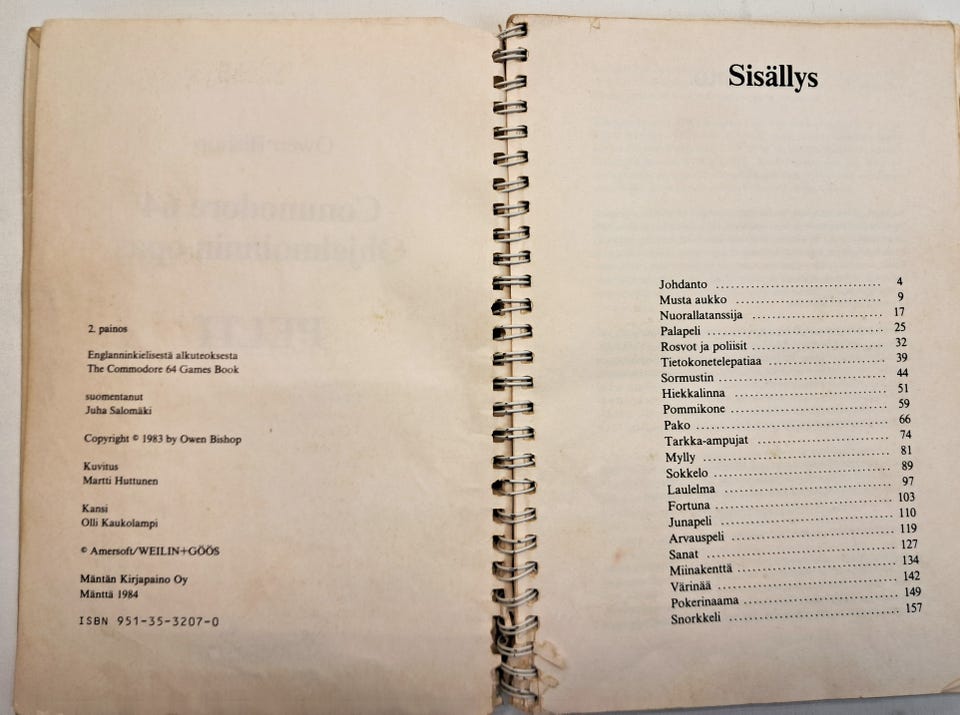 2. painos
Englanninkielisestä alkuteoksesta
The Commodore 64 Games Book
suomentanut
Juha Salomäki
Copyright © 1983 by Owen Bishop
Kuvitus
Martti Huttunen
Kansi
Olli Kaukolampi
© Amersoft/WEILIN+GÖÖS
Mäntän Kirjapaino Oy
Mänttä 1984
ISBN 951-35-3207-0
Sisällys
Johdanto 4
Musta aukko 9
Nuorallatanssija 17
Palapeli 25
Rosvot ja poliisit 32
Tietokonetelepatiaa 39
Sormustin 44
Hiekkalinna 51
Pommikone 59
Pako 66
Tarkka-ampujat 74
Mylly 81
Sokkelo 89
Laulelma 97
Fortuna 103
Junapeli 110
Arvauspeli 119
Sanat 127
Miinakenttä 134
Värinää 142
Pokerinaama 149
Snorkkeli 157